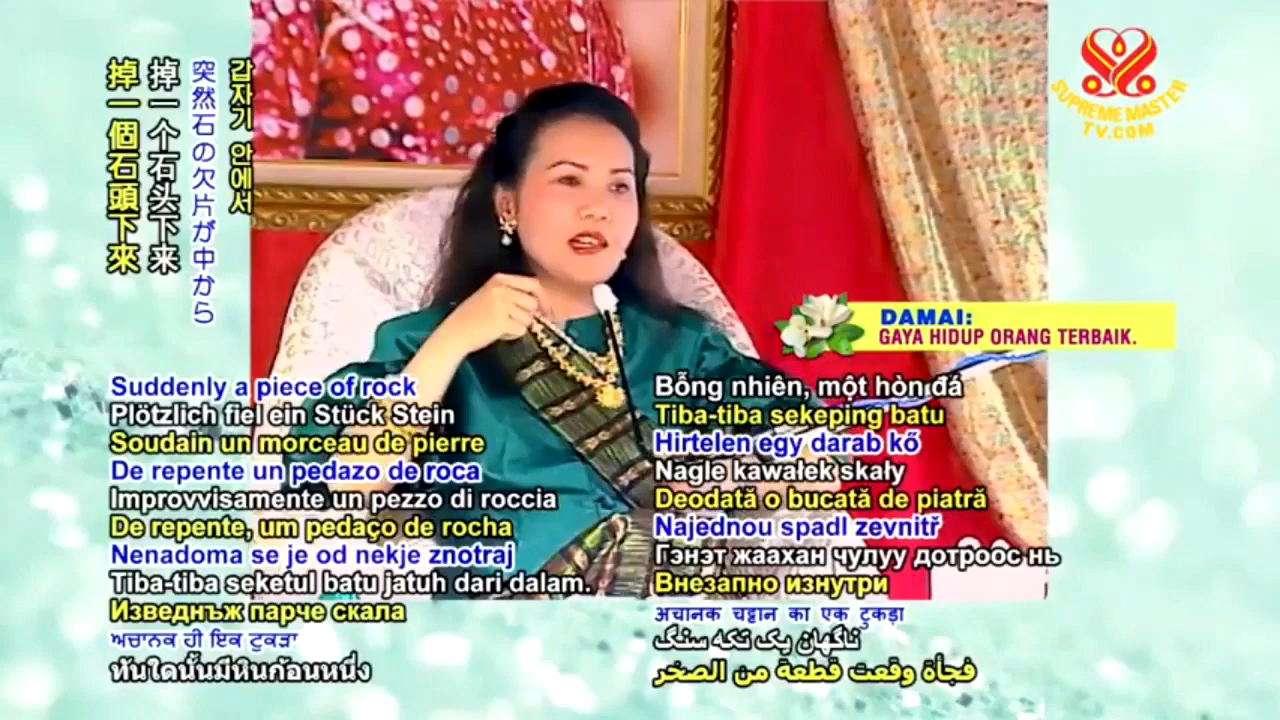 掉一個石頭下來
掉一个石头下来
突然石の欠片が中から
갑자기 안에서
SUPREME MASTER
TV.COM
DAMAI:
GAYA HIDUP ORANG TERBAIK.
Suddenly a piece of rock
Plötzlich fiel ein Stück Stein
Soudain un morceau de pierre
De repente un pedazo de roca
Improvvisamente un pezzo di roccia
De repente, um pedaço de rocha
Nenadoma se je od nekje znotraj
Tiba-tiba seketul batu jatuh dari dalam.
Изведнъж парче скала
ਅਚਾਨਕ ਹੀ ਇਕ ਟੁਕੜਾ
ทันใดนั้นมีหินก้อนหนึ่ง
Bỗng nhiên, một hòn đá
Tiba-tiba sekeping batu
Hirtelen egy darab kő
Nagle kawałek skały
Deodată o bucată de piatră
Najednou spadl zevnitř
Гэнэт жаахан чулуу дотроос нь
Внезапно изнутри
अचानक चट्टान का एक टुकड़ा
ناگهان یک تکه سنگ
فجأة وقعت قطعة من الصخر